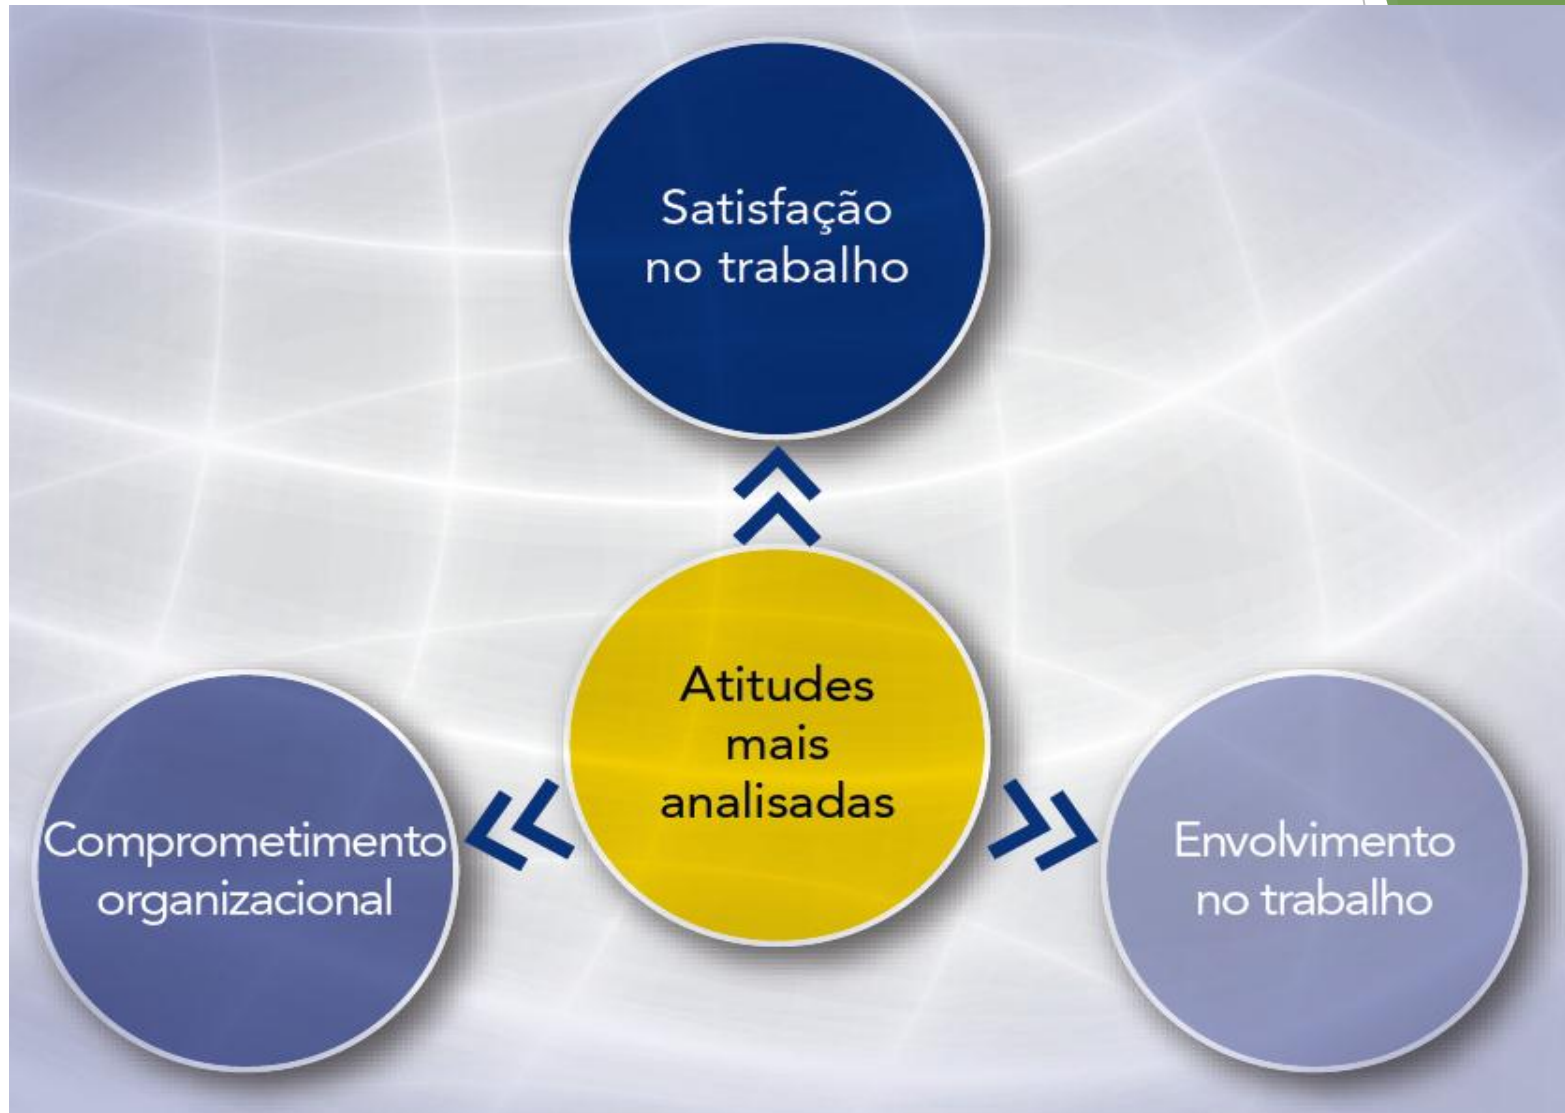 Satisfação
no trabalho
Atitudes
mais
analisadas
Comprometimento
organizacional
Envolvimento
no trabalho